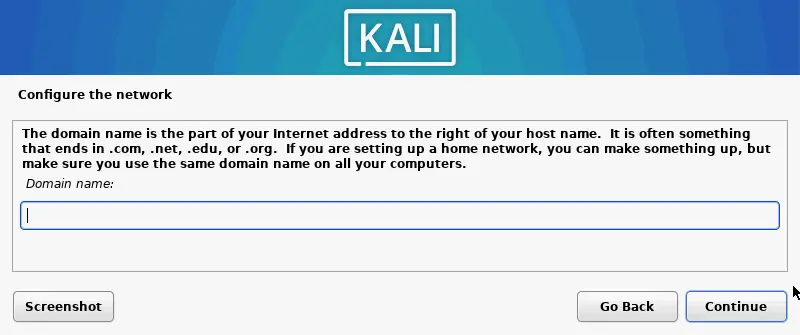 KALI
Configure the network
The domain name is the part of your Internet address to the right of your host name.  It is often something
that ends in .com, .net, .edu, or .org.  If you are setting up a home network, you can make something up, but
make sure you use the same domain name on all your computers.
Domain name:
Screenshot
Go Back
Continue